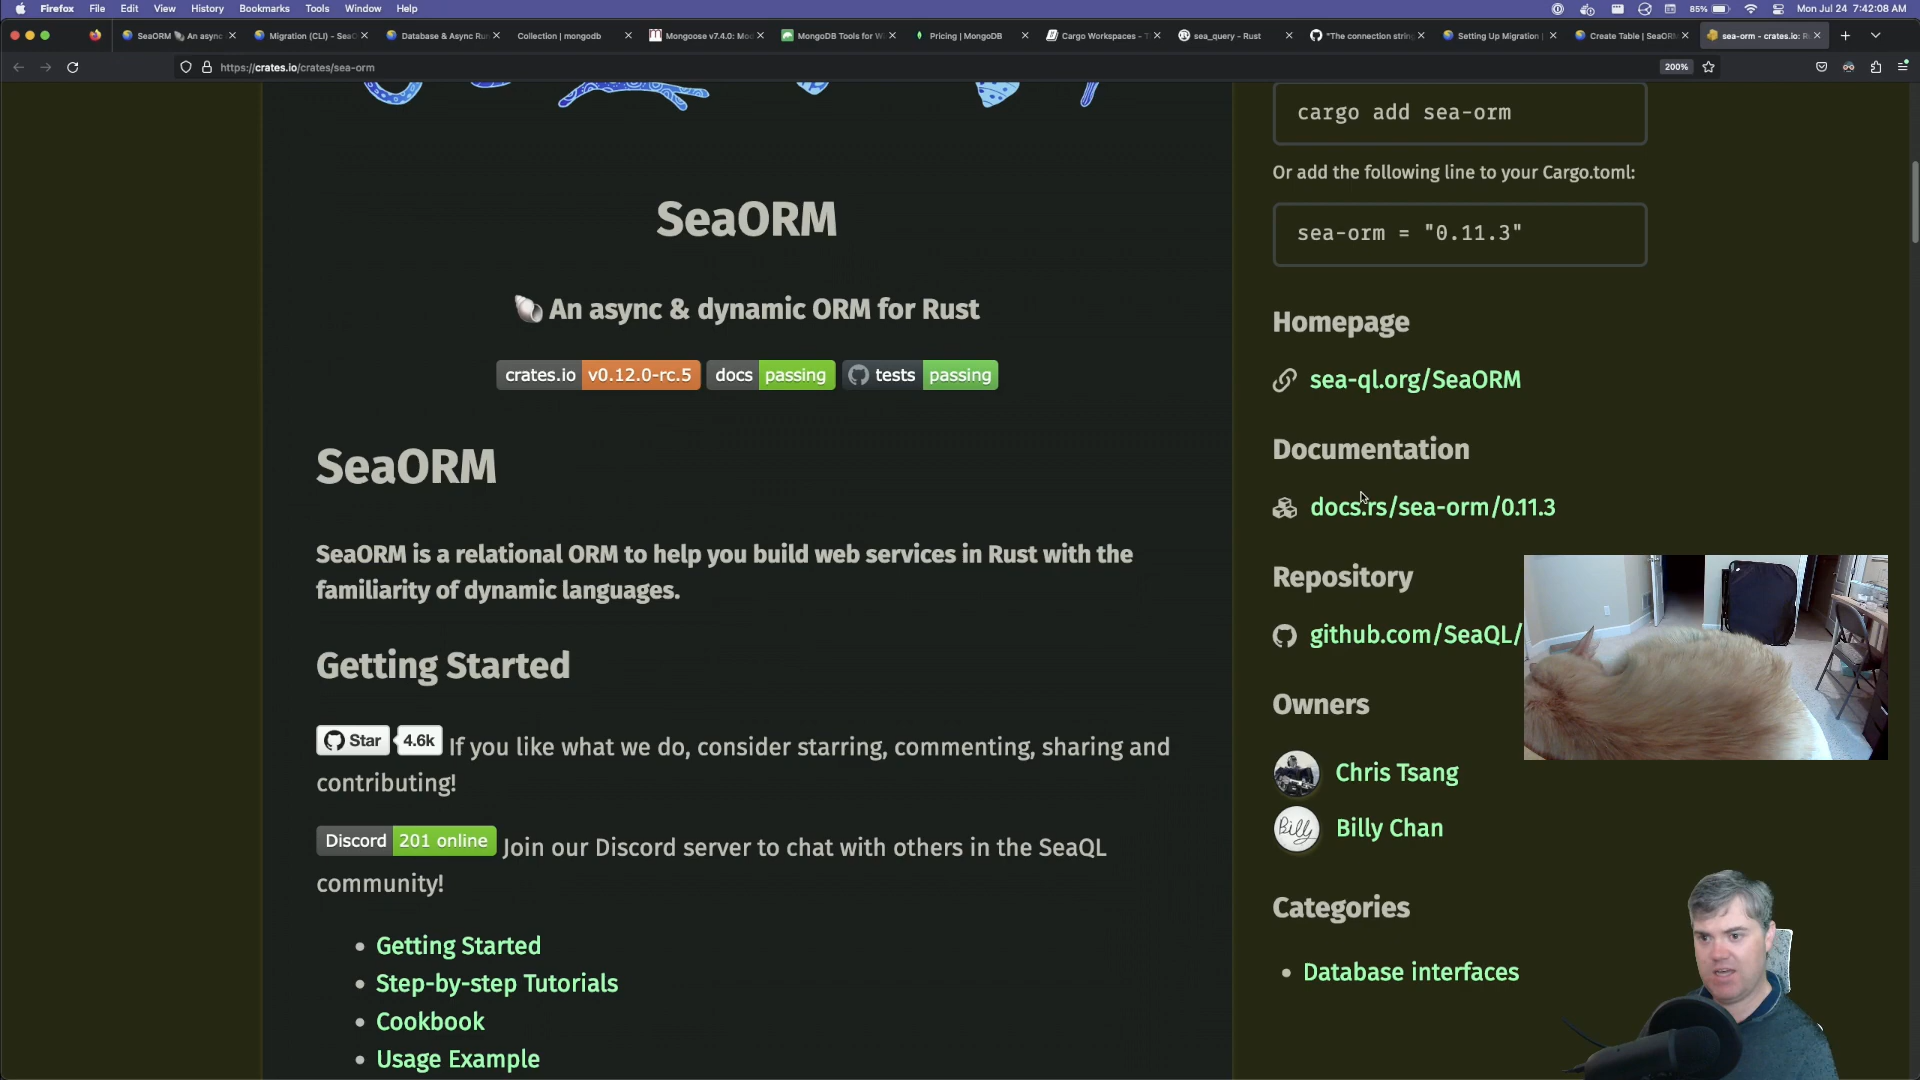 Firefox File Edit View History Bookmarks Tools Window Help
85% Mon Jul 24 7:42:08 AM
SeaORM An async
Migration (CLI) - Sea
Database & Async Ru
Collection | mongodb
Mongoose v7.4.0: Mo
MongoDB Tools for W
Pricing | MongoDB
Cargo Workspaces - T
sea_query - Rust
"The connection string
Setting Up Migration |
Create Table | SeaORM
sea-orm - crates.io: R
https://crates.io/crates/sea-orm
200%
SeaORM
An async & dynamic ORM for Rust
crates.io v0.12.0-rc.5 docs passing tests passing
SeaORM
SeaORM is a relational ORM to help you build web services in Rust with the
familiarity of dynamic languages.
Getting Started
Star 4.6k If you like what we do, consider starring, commenting, sharing and
contributing!
Discord 201 online Join our Discord server to chat with others in the SeaQL
community!
• Getting Started
• Step-by-step Tutorials
• Cookbook
• Usage Example
cargo add sea-orm
Or add the following line to your Cargo.toml:
sea-orm = "0.11.3"
Homepage
sea-ql.org/SeaORM
Documentation
docs.rs/sea-orm/0.11.3
Repository
github.com/SeaQL/
Owners
Chris Tsang
Billy
Billy Chan
Categories
• Database interfaces